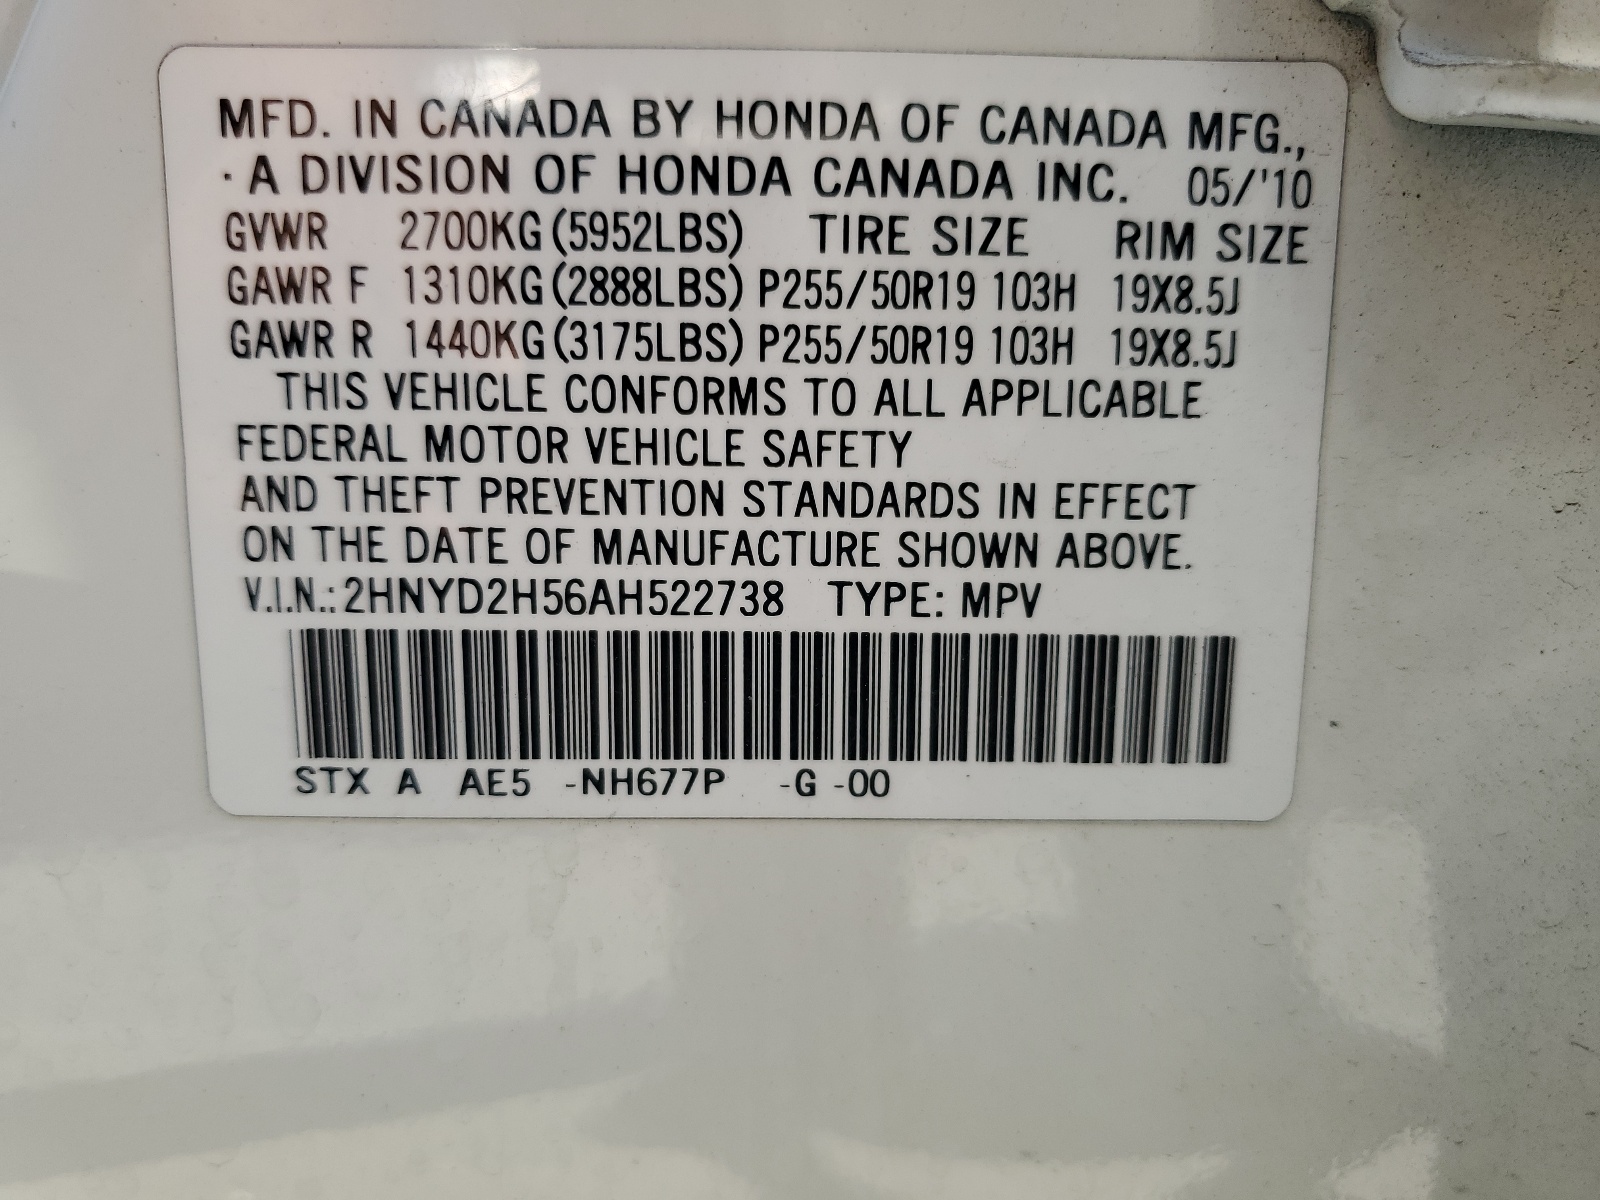 MFD. IN CANADA BY HONDA OF CANADA MFG.,
· A DIVISION OF HONDA CANADA INC. 05/'10
GVWR 2700KG(5952LBS) TIRE SIZE RIM SIZE
GAWR F 1310KG(2888LBS) P255/50R19 103H 19X8.5J
GAWR R 1440KG(3175LBS) P255/50R19 103H 19X8.5J
THIS VEHICLE CONFORMS TO ALL APPLICABLE
FEDERAL MOTOR VEHICLE SAFETY
AND THEFT PREVENTION STANDARDS IN EFFECT
ON THE DATE OF MANUFACTURE SHOWN ABOVE.
V.I.N.: 2HNYD2H56AH522738 TYPE: MPV
STX A AE5 -NH677P -G -00